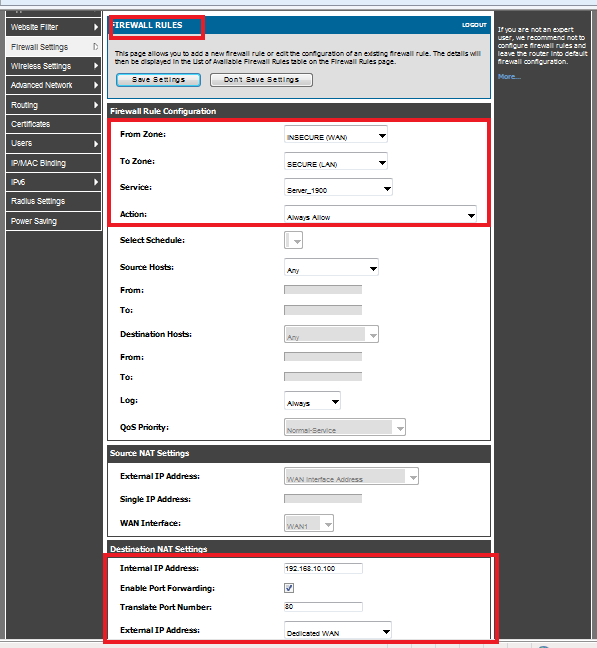 Website Filter
Firewall Settings
Wireless Settings
Advanced Network
Routing
Certificates
Users
IP/MAC Binding
IPv6
Radius Settings
Power Saving
FIREWALL RULES
LOGOUT
This page allows you to add a new firewall rule or edit the configuration of an existing firewall rule. The details will
then be displayed in the List of Available Firewall Rules table on the Firewall Rules page.
Save Settings
Don't Save Settings
Firewall Rule Configuration
From Zone: INSECURE (WAN)
To Zone: SECURE (LAN)
Service: Server_1900
Action: Always Allow
Select Schedule:
Source Hosts: Any
From:
To:
Destination Hosts: Any
From:
To:
Log: Always
QoS Priority: Normal-Service
Source NAT Settings
External IP Address: WAN Interface Address
Single IP Address:
WAN Interface: WAN1
Destination NAT Settings
Internal IP Address: 192.168.10.100
Enable Port Forwarding:
Translate Port Number: 80
External IP Address: Dedicated WAN
If you are not an expert
user, we recommend not to
configure firewall rules and
leave the router into default
firewall configuration.
More...